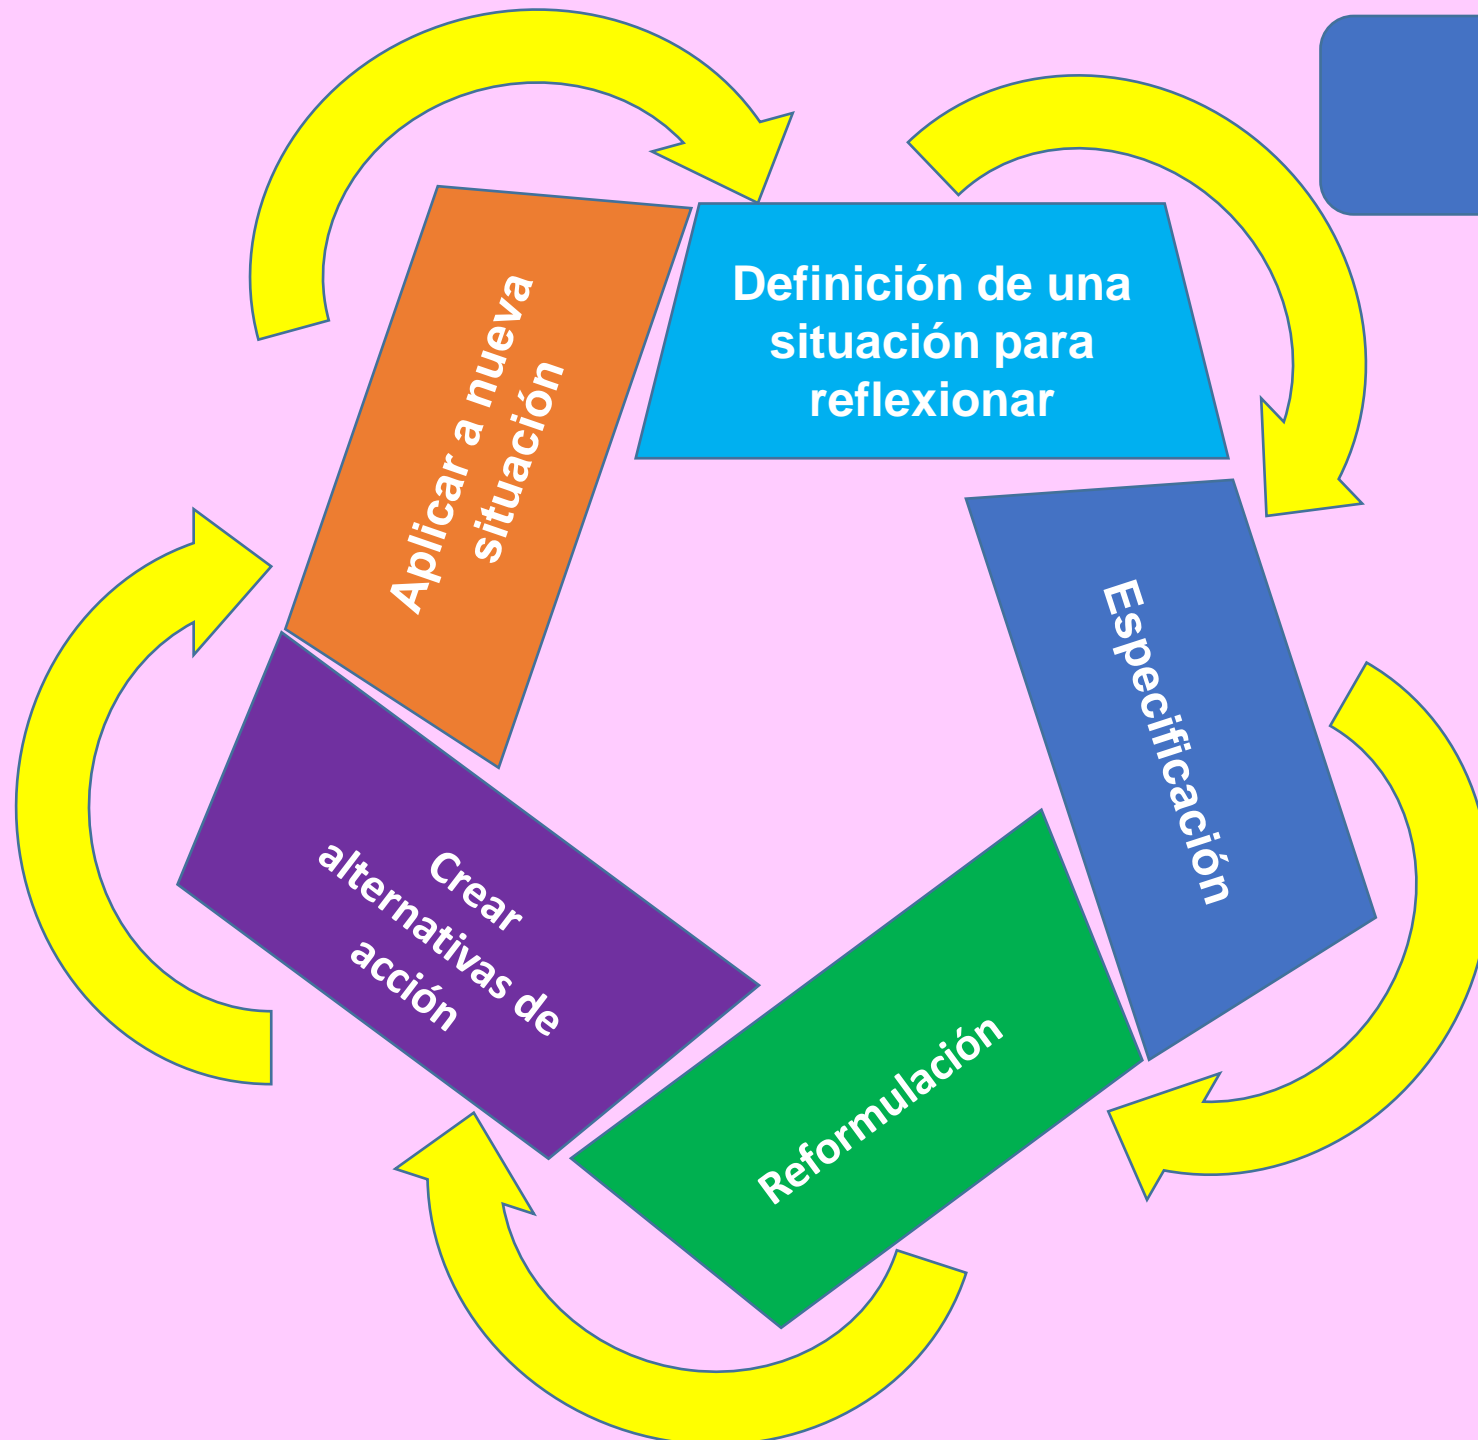 Definición de una
situación para
reflexionar
Especificación
Reformulación
Crear
alternativas de
acción
Aplicar a nueva
situación